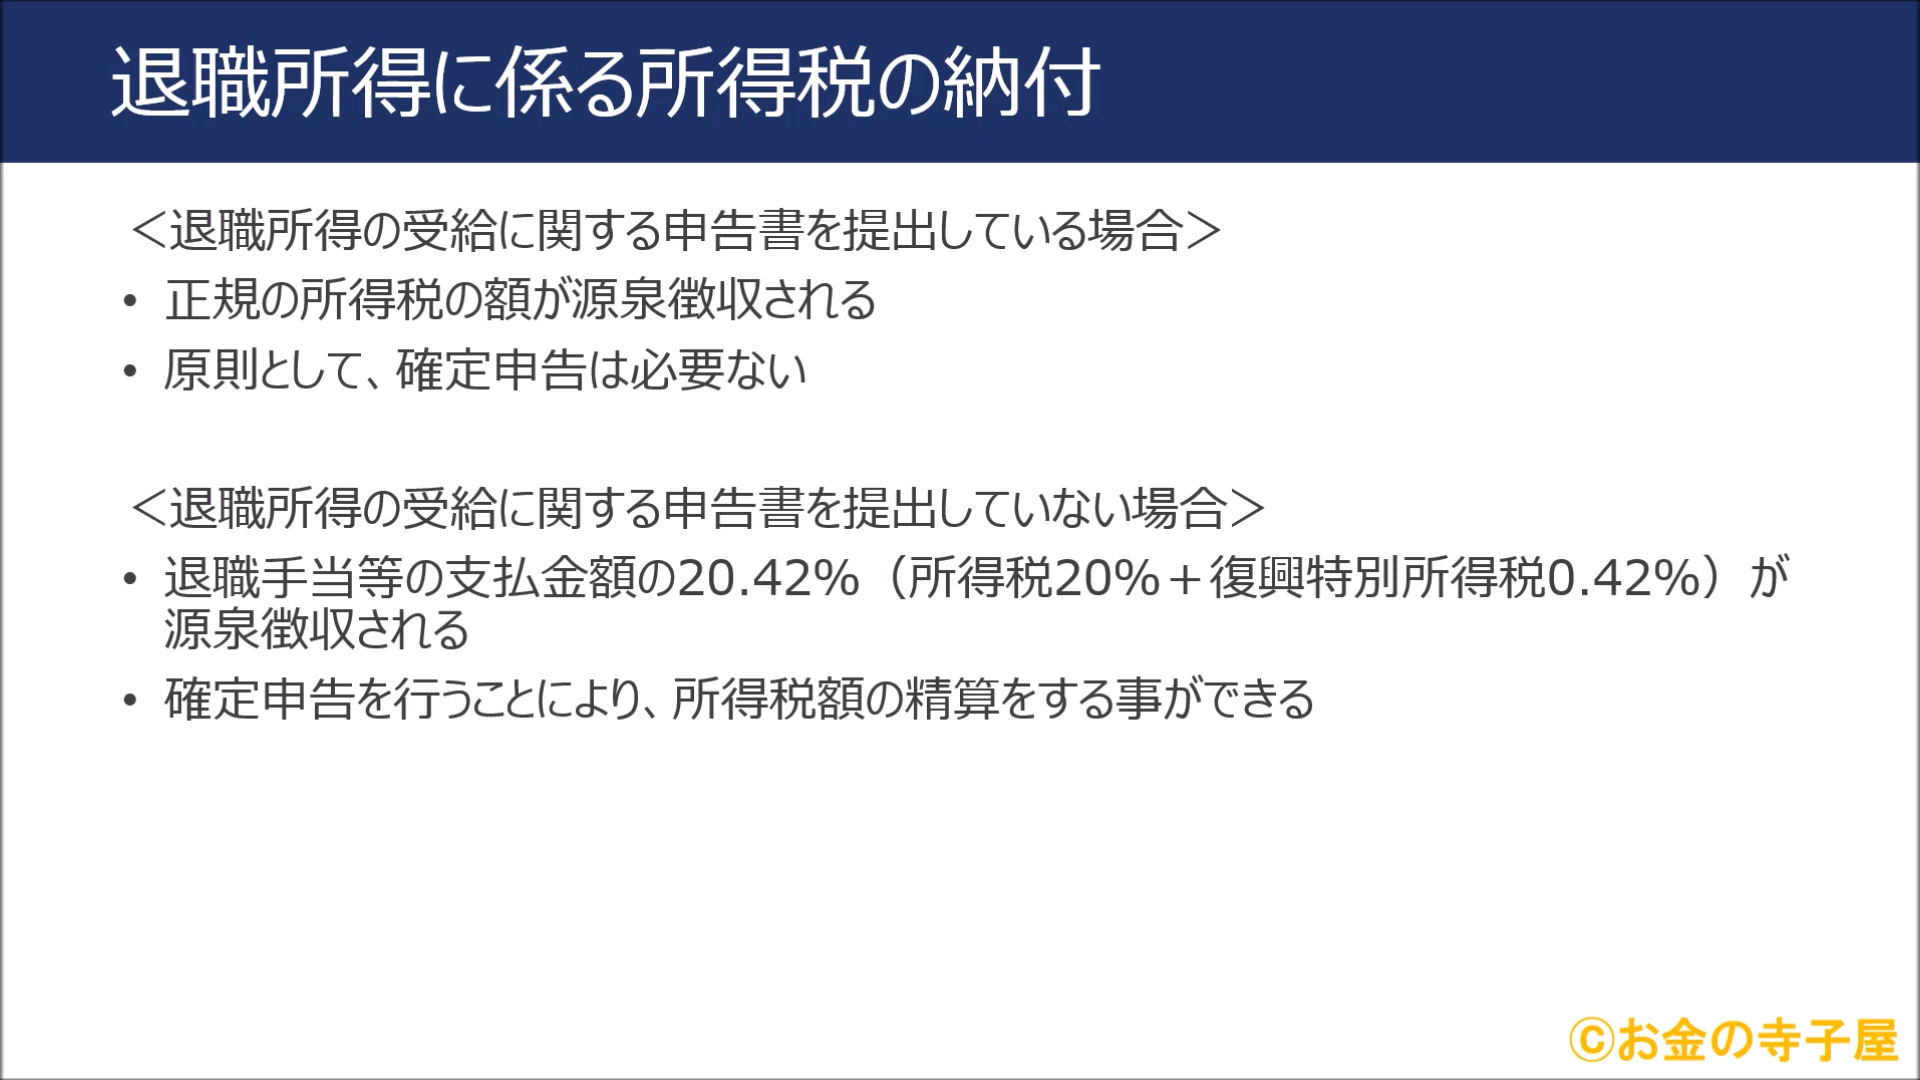 退職所得に係る所得税の納付
＜退職所得の受給に関する申告書を提出している場合＞
• 正規の所得税の額が源泉徴収される
• 原則として、確定申告は必要ない
＜退職所得の受給に関する申告書を提出していない場合＞
• 退職手当等の支払金額の20.42%（所得税20%＋復興特別所得税0.42%）が
源泉徴収される
• 確定申告を行うことにより、所得税額の精算をする事ができる
©お金の寺子屋